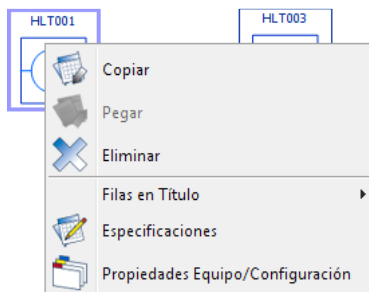 HLT001
HLT003
Copiar
Pegar
Eliminar
Filas en Título
Especificaciones
Propiedades Equipo/Configuración